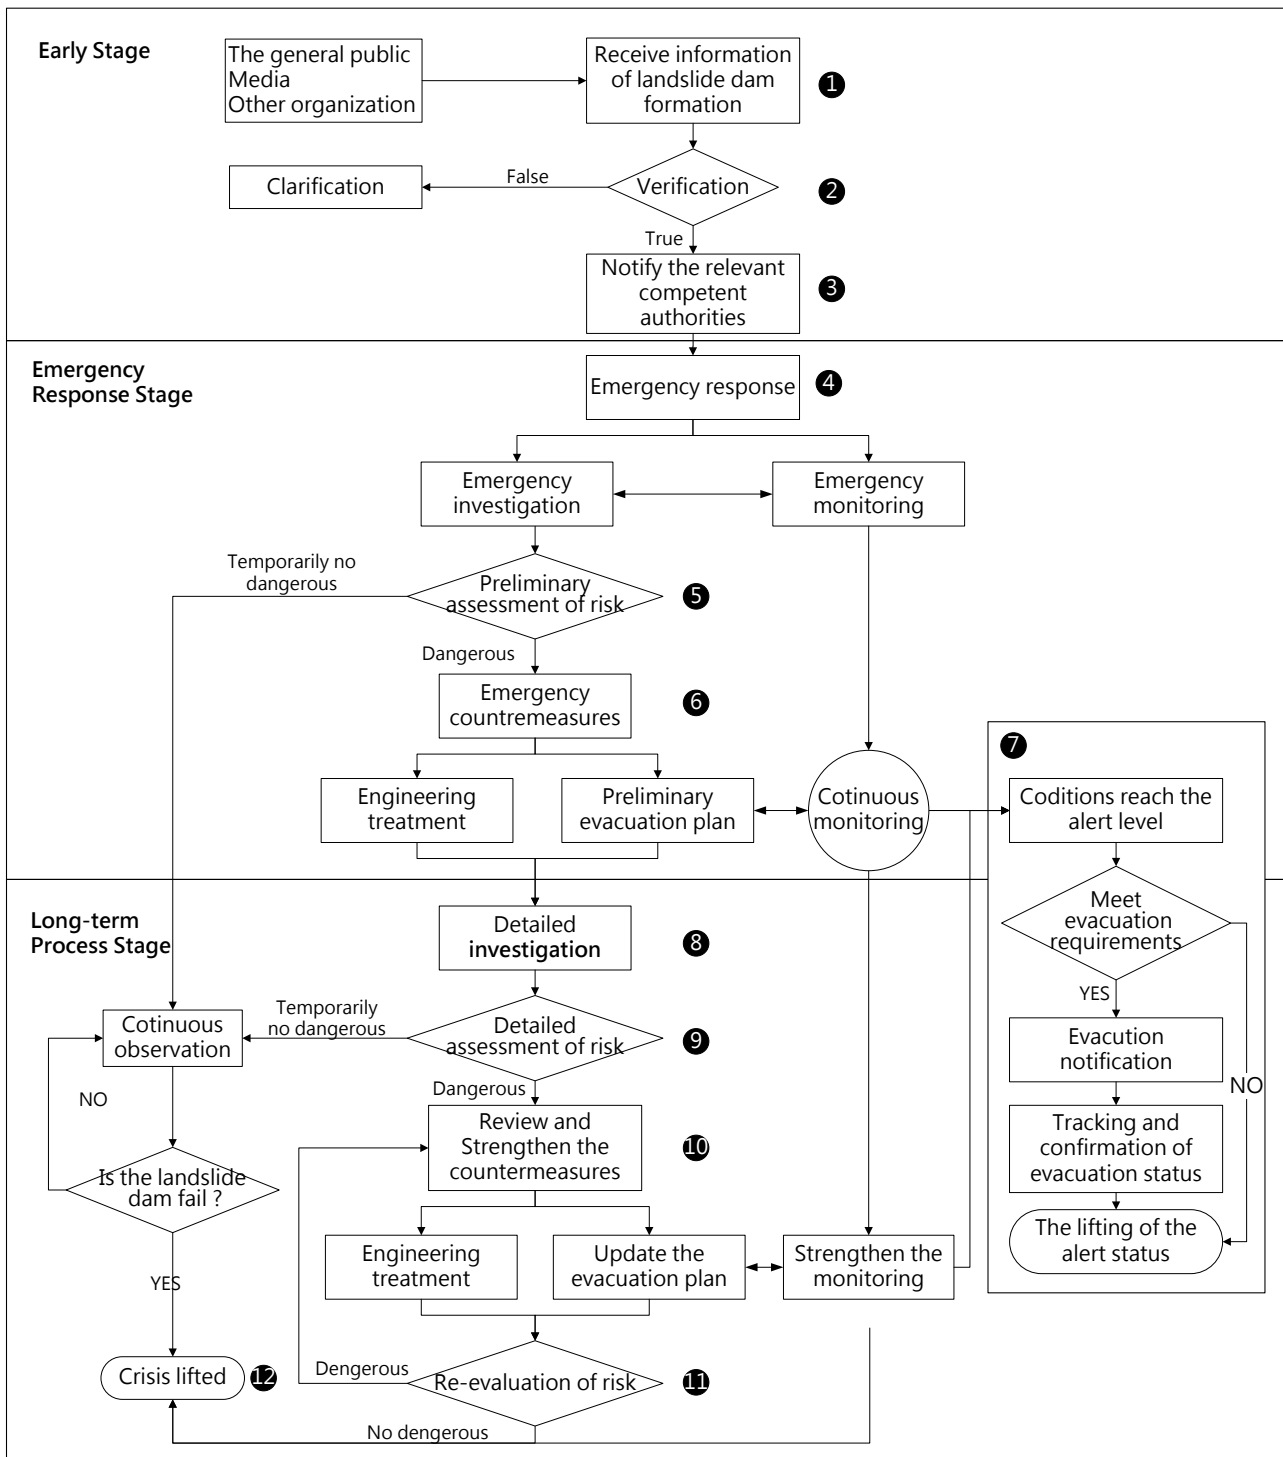 Early Stage
The general public
Media
Other organization
Receive information
of landslide dam
formation
1
Clarification
False
Verification
2
True
Notify the relevant
competent
authorities
3
Emergency
Response Stage
Emergency response
4
Emergency
investigation
Emergency
monitoring
Temporarily no
dangerous
Preliminary
assessment of risk
5
Dangerous
Emergency
countremeasures
6
7
Engineering
treatment
Preliminary
evacuation plan
Cotinuous
monitoring
Coditions reach the
alert level
Meet
evacuation
requirements
YES
NO
Evacution
notification
Tracking and
confirmation of
evacuation status
The lifting of the
alert status
Long-term
Process Stage
Detailed
investigation
8
Cotinuous
observation
Temporarily
no dangerous
Detailed
assessment of risk
9
NO
Dangerous
Review and
Strengthen the
countermeasures
10
Is the landslide
dam fail ?
Engineering
treatment
Update the
evacuation plan
Strengthen the
monitoring
YES
Crisis lifted
12
Dengerous
Re-evaluation of risk
11
No dengerous